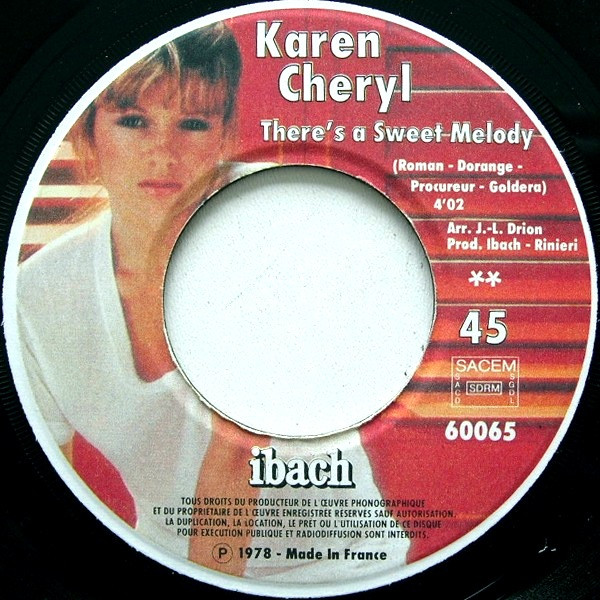 Karen
Cheryl
There's a Sweet Melody
(Roman - Dorange -
Procureur - Goldera)
4'02
Arr. J.-L. Drion
Prod. Ibach - Rinieri
**
45
SACEM
SACD
SDRM
SGDL
60065
ibach
TOUS DROITS DU PRODUCTEUR DE L'ŒUVRE PHONOGRAPHIQUE
ET DU PROPRIETAIRE DE L'ŒUVRE ENREGISTREE RESERVES SAUF AUTORISATION,
LA DUPLICATION, LA LOCATION, LE PRET OU L'UTILISATION DE CE DISQUE
POUR EXECUTION PUBLIQUE ET RADIODIFFUSION SONT INTERDITS.
Ⓟ 1978 - Made In France